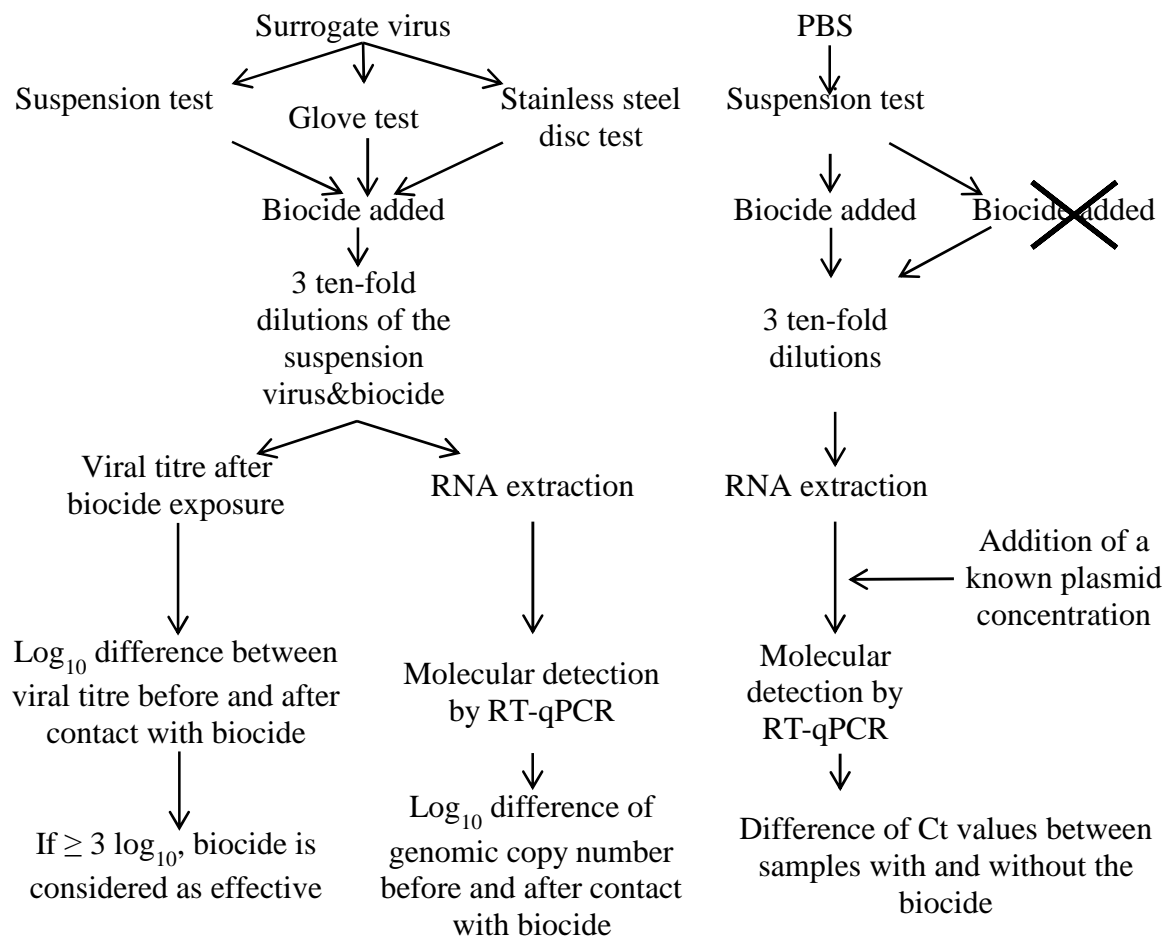 Surrogate virus
Suspension test
Glove test
Stainless steel
disc test
Biocide added
3 ten-fold
dilutions of the
suspension
virus&biocide
Viral titre after
biocide exposure
RNA extraction
Log10 difference between
viral titre before and after
contact with biocide
Molecular detection
by RT-qPCR
If ≥ 3 log10, biocide is
considered as effective
Log10 difference of
genomic copy number
before and after contact
with biocide
PBS
Suspension test
Biocide added
Biocide added
3 ten-fold
dilutions
RNA extraction
Addition of a
known plasmid
concentration
Molecular
detection by
RT-qPCR
Difference of Ct values between
samples with and without the
biocide